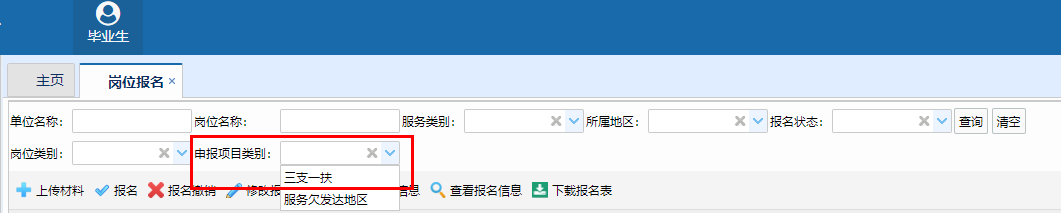 毕业生
主页 岗位报名 ×
单位名称: 岗位名称: 服务类别: 所属地区: 报名状态: 查询 清空
岗位类别: 申报项目类别:
三支一扶
上传材料 报名 报名撤销 修改报 信息 查看报名信息 下载报名表
服务欠发达地区